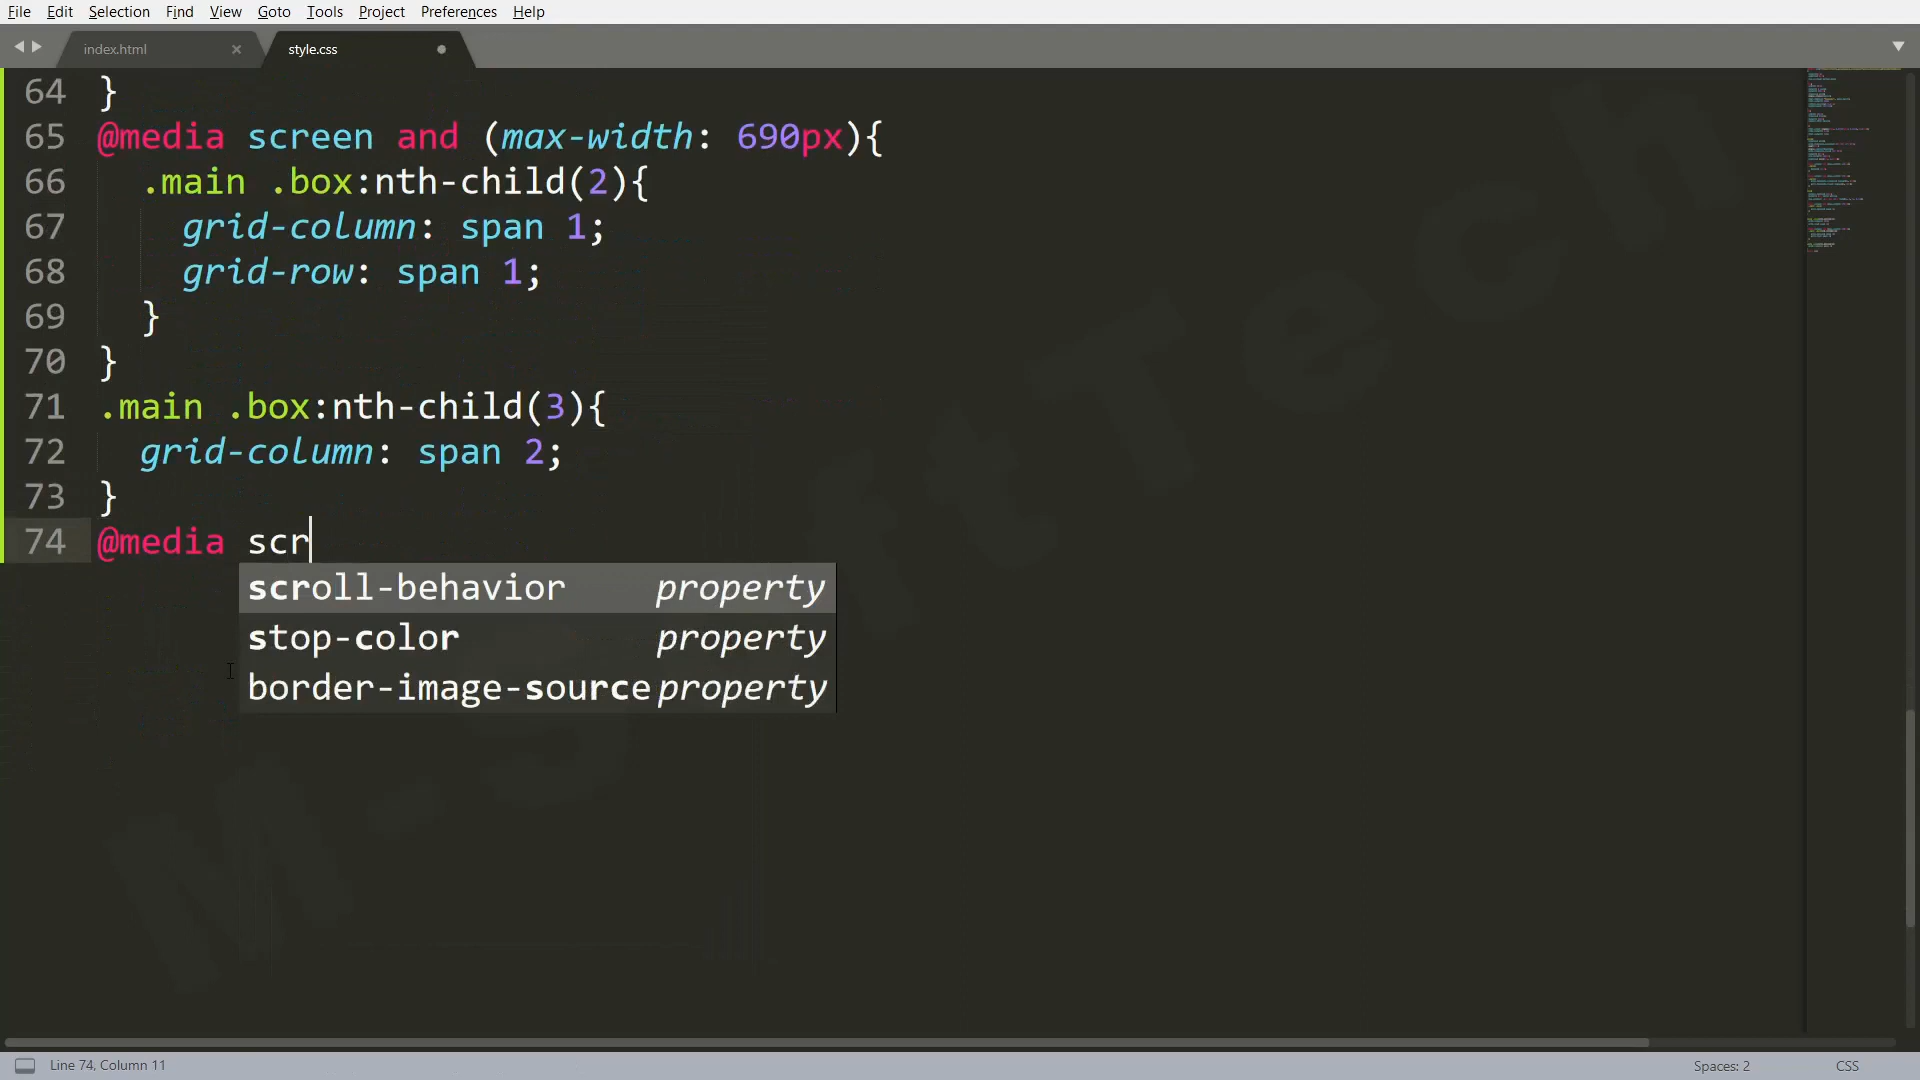 File Edit Selection Find View Goto Tools Project Preferences Help
index.html style.css
64 }
65 @media screen and (max-width: 690px){
66 .main .box:nth-child(2){
67 grid-column: span 1;
68 grid-row: span 1;
69 }
70 }
71 .main .box:nth-child(3){
72 grid-column: span 2;
73 }
74 @media scr
scroll-behavior property
stop-color property
border-image-source property
Line 74, Column 11 Spaces: 2 CSS